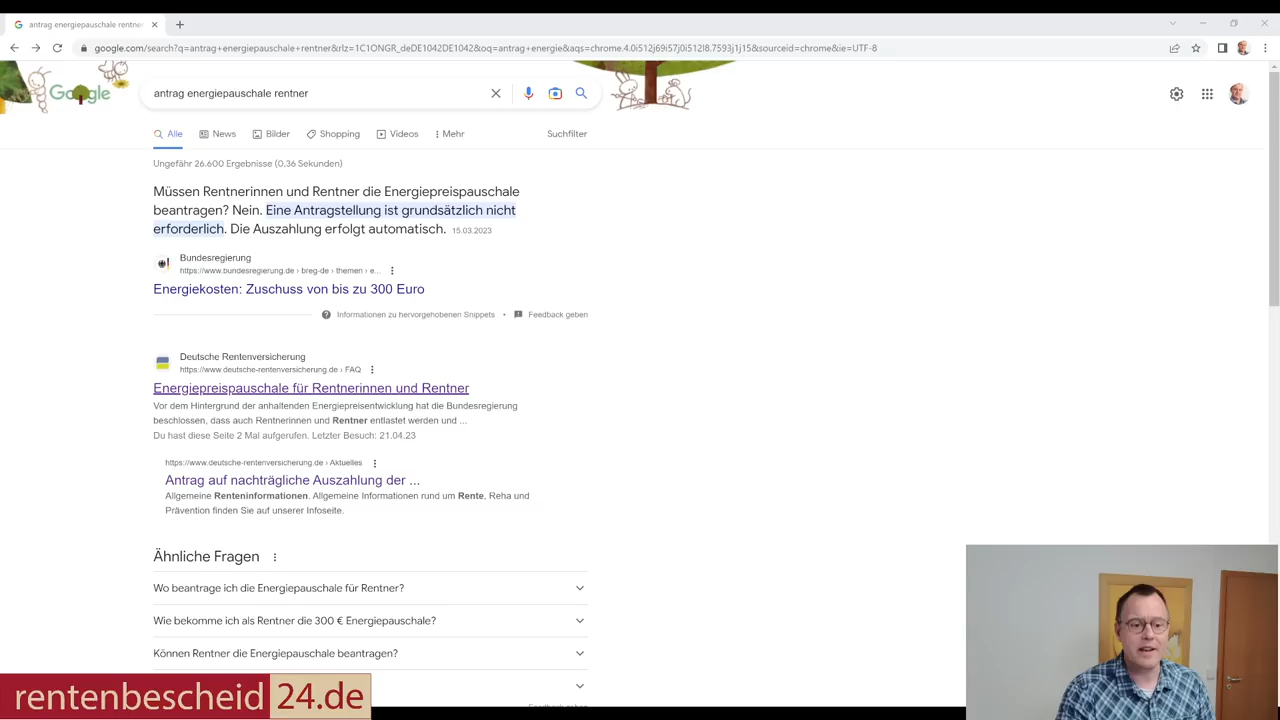 antrag energiepauschale rentner
google.com/search?q=antrag+energiepauschale+rentner&rlz=1C1ONGR_deDE1042DE1042&oq=antrag+energie&aqs=chrome.4.0i512j69i57j0i512l8.7593j1j15&sourceid=chrome&ie=UTF-8
Google
antrag energiepauschale rentner
Alle News Bilder Shopping Videos Mehr Suchfilter
Ungefähr 26.600 Ergebnisse (0,36 Sekunden)
Müssen Rentnerinnen und Rentner die Energiepreispauschale
beantragen? Nein. Eine Antragstellung ist grundsätzlich nicht
erforderlich. Die Auszahlung erfolgt automatisch. 15.03.2023
Bundesregierung
https://www.bundesregierung.de › breg-de › themen › e...
Energiekosten: Zuschuss von bis zu 300 Euro
Informationen zu hervorgehobenen Snippets • Feedback geben
Deutsche Rentenversicherung
https://www.deutsche-rentenversicherung.de › FAQ
Energiepreispauschale für Rentnerinnen und Rentner
Vor dem Hintergrund der anhaltenden Energiepreisentwicklung hat die Bundesregierung
beschlossen, dass auch Rentnerinnen und Rentner entlastet werden und ...
Du hast diese Seite 2 Mal aufgerufen. Letzter Besuch: 21.04.23
https://www.deutsche-rentenversicherung.de › Aktuelles
Antrag auf nachträgliche Auszahlung der ...
Allgemeine Renteninformationen. Allgemeine Informationen rund um Rente, Reha und
Prävention finden Sie auf unserer Infoseite.
Ähnliche Fragen
Wo beantrage ich die Energiepauschale für Rentner?
Wie bekomme ich als Rentner die 300 € Energiepauschale?
Können Rentner die Energiepauschale beantragen?
rentenbescheid24.de